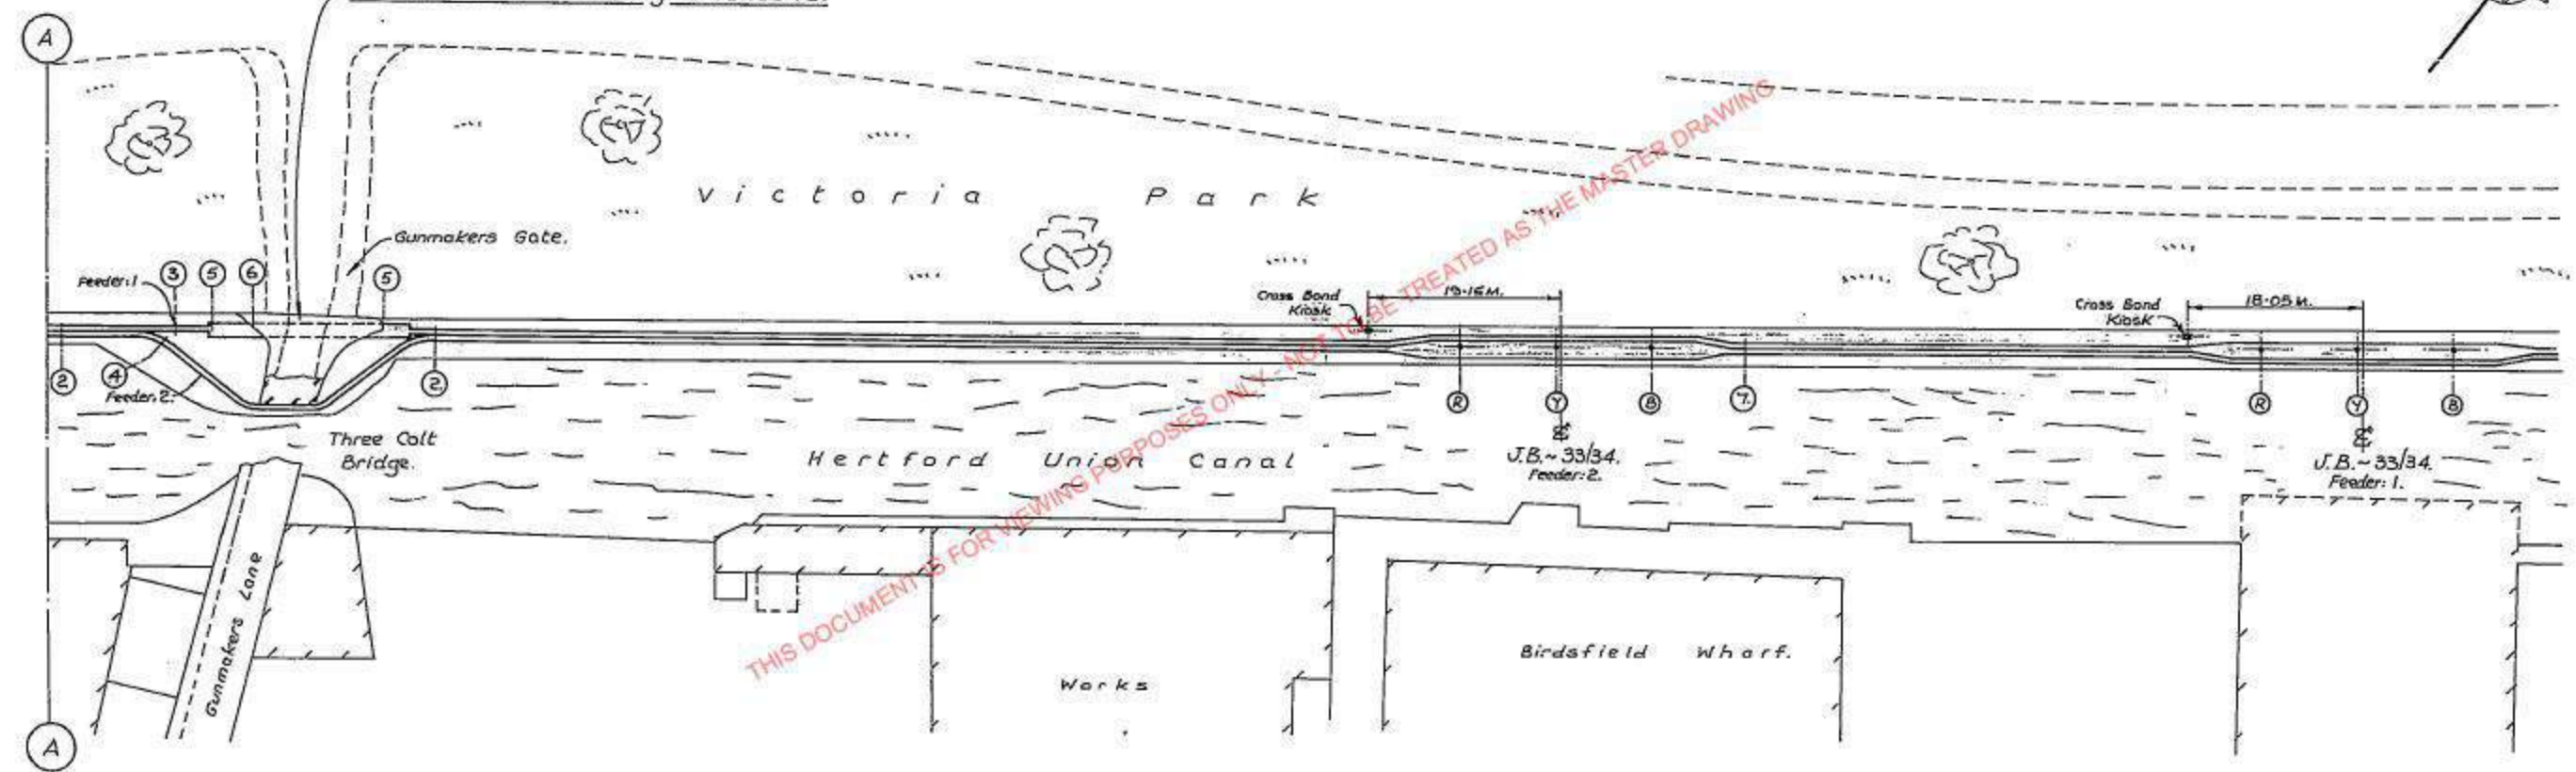 A
Victoria Park
Gunmakers Gate.
Feeder:1
3
5
6
5
Cross Bond
Kiosk
19·15M.
Cross Bond
Kiosk
18·05M.
2
4
Feeder.2.
2.
R
Y
B
7.
R
Y
B
Three Colt
Bridge.
Hertford Union Canal
J.B.~33/34.
Feeder:2.
J.B.~33/34.
Feeder:1.
Gunmakers Lane
Works
Birdsfield Wharf.
A
THIS DOCUMENT IS FOR VIEWING PURPOSES ONLY - NOT TO BE TREATED AS THE MASTER DRAWING